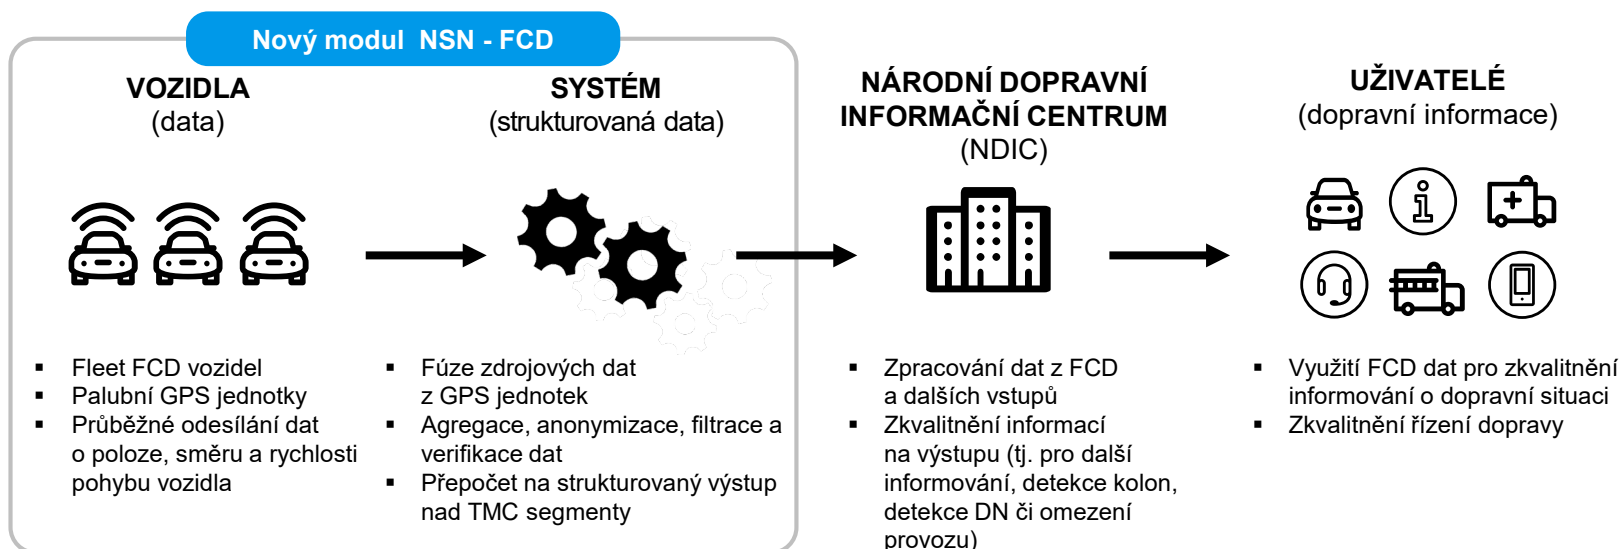 Nový modul NSN - FCD
VOZIDLA
(data)
▪ Fleet FCD vozidel
▪ Palubní GPS jednotky
▪ Průběžné odesílání dat
o poloze, směru a rychlosti
pohybu vozidla
SYSTÉM
(strukturovaná data)
▪ Fúze zdrojových dat
z GPS jednotek
▪ Agregace, anonymizace, filtrace a
verifikace dat
▪ Přepočet na strukturovaný výstup
nad TMC segmenty
NÁRODNÍ DOPRAVNÍ
INFORMAČNÍ CENTRUM
(NDIC)
▪ Zpracování dat z FCD
a dalších vstupů
▪ Zkvalitnění informací
na výstupu (tj. pro další
informování, detekce kolon,
detekce DN či omezení
provozu)
UŽIVATELÉ
(dopravní informace)
▪ Využití FCD dat pro zkvalitnění
informování o dopravní situaci
▪ Zkvalitnění řízení dopravy